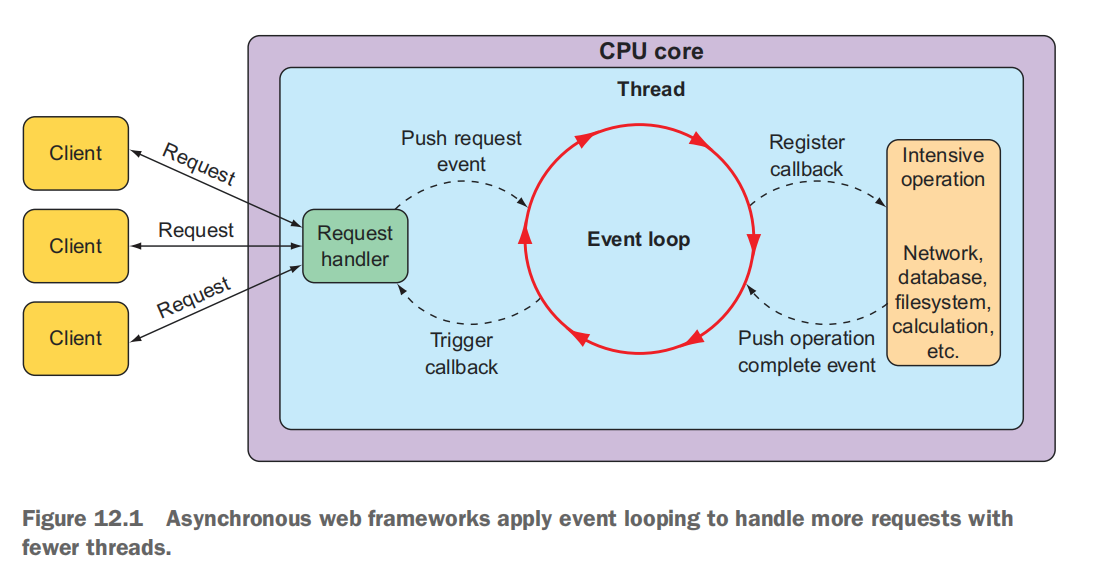 CPU core
Thread
Client
Client
Client
Request
Request
Request
Request
handler
Push request
event
Trigger
callback
Event loop
Register
callback
Push operation
complete event
Intensive
operation
Network,
database,
filesystem,
calculation,
etc.
Figure 12.1 Asynchronous web frameworks apply event looping to handle more requests with
fewer threads.